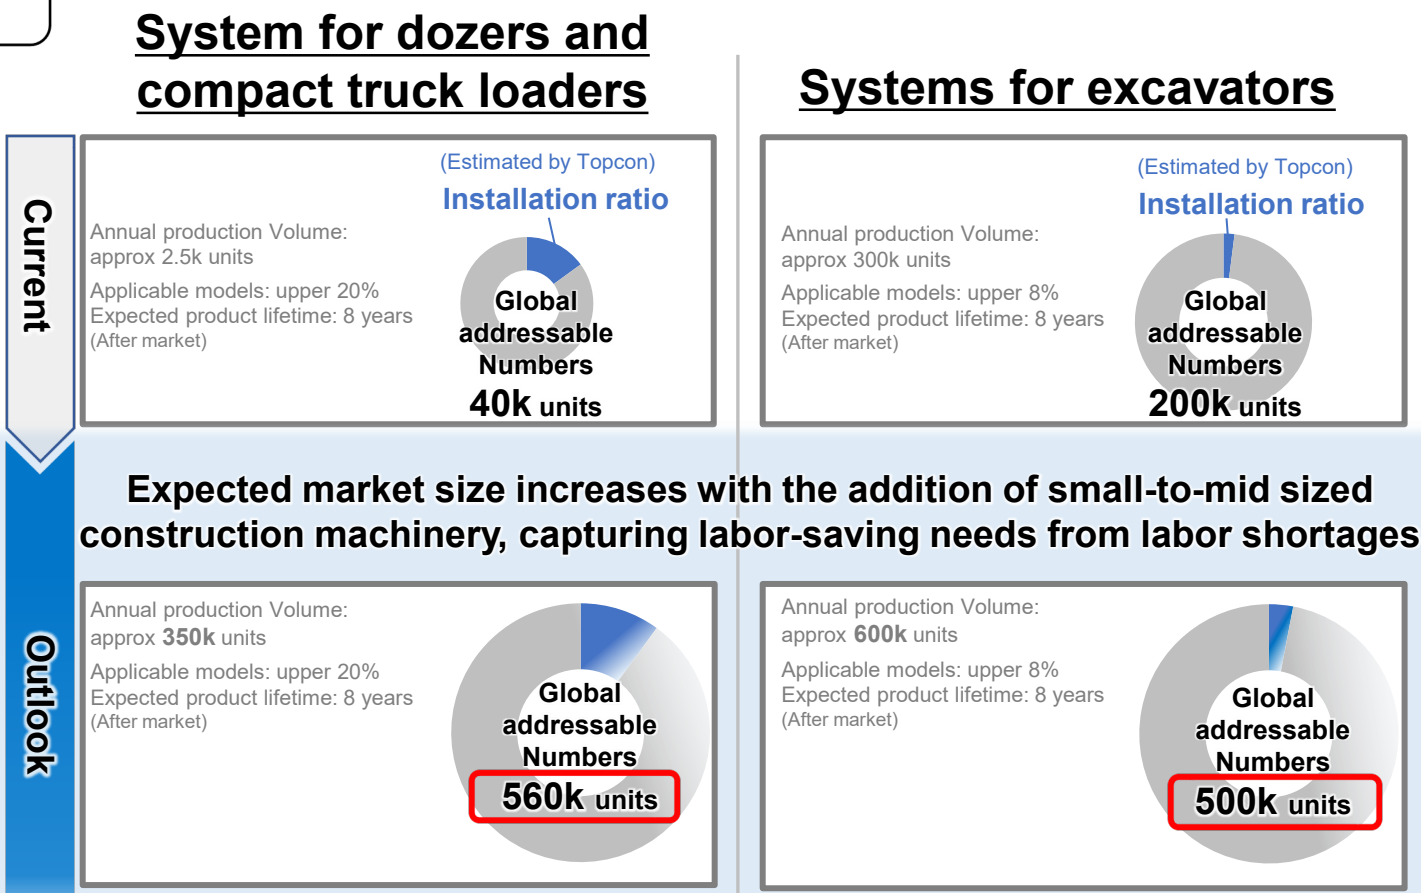 System for dozers and
compact truck loaders
Systems for excavators
Current
Annual production Volume:
approx 2.5k units
Applicable models: upper 20%
Expected product lifetime: 8 years
(After market)
(Estimated by Topcon)
Installation ratio
Global
addressable
Numbers
40k units
Annual production Volume:
approx 300k units
Applicable models: upper 8%
Expected product lifetime: 8 years
(After market)
(Estimated by Topcon)
Installation ratio
Global
addressable
Numbers
200k units
Expected market size increases with the addition of small-to-mid sized
construction machinery, capturing labor-saving needs from labor shortages
Outlook
Annual production Volume:
approx 350k units
Applicable models: upper 20%
Expected product lifetime: 8 years
(After market)
Global
addressable
Numbers
560k units
Annual production Volume:
approx 600k units
Applicable models: upper 8%
Expected product lifetime: 8 years
(After market)
Global
addressable
Numbers
500k units